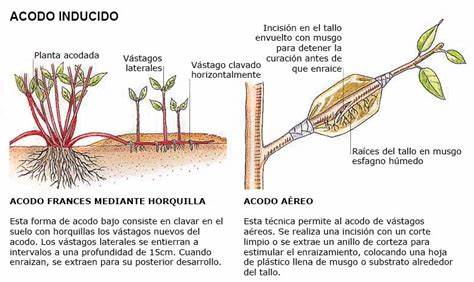 ACODO INDUCIDO
Planta acodada
Vástagos
laterales
Vástago clavado
horizontalmente
Incisión en el tallo
envuelto con musgo
para detener la
curación antes de
que enraice
Raíces del tallo en musgo
esfagno húmedo
ACODO FRANCES MEDIANTE HORQUILLA
Esta forma de acodo bajo consiste en clavar en el
suelo con horquillas los vástagos nuevos del
acodo. Los vástagos laterales se entierran a
intervalos a una profundidad de 15cm. Cuando
enraizan, se extraen para su posterior desarrollo.
ACODO AÉREO
Esta técnica permite al acodo de vástagos
aéreos. Se realiza una incisión con un corte
limpio o se extrae un anillo de corteza para
estimular el enraizamiento, colocando una hoja
de plástico llena de musgo o substrato alrededor
del tallo.